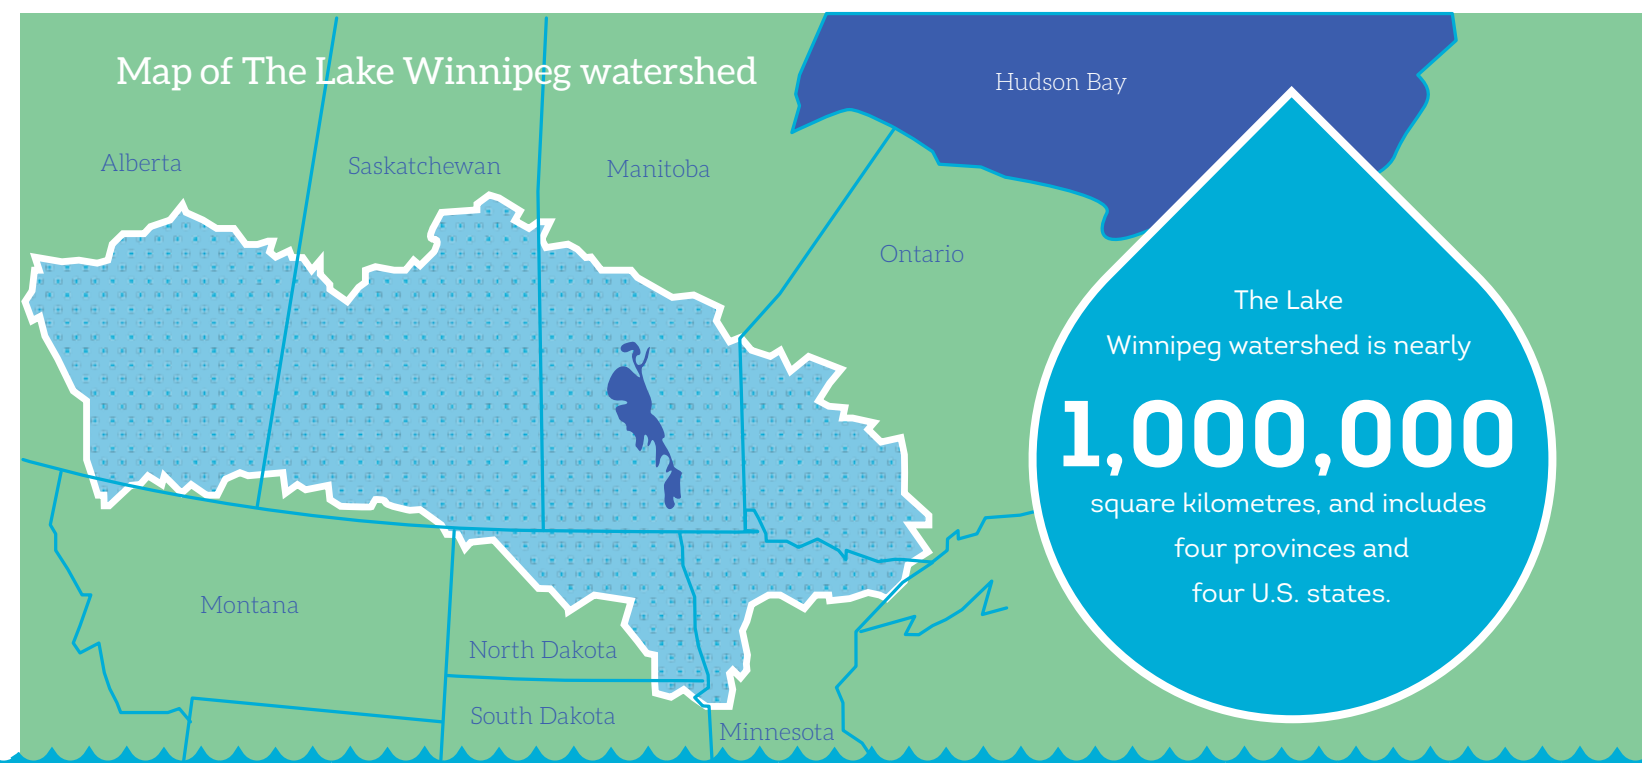 Map of The Lake Winnipeg watershed
Hudson Bay
Alberta
Saskatchewan
Manitoba
Ontario
The Lake
Winnipeg watershed is nearly
1,000,000
square kilometres, and includes
four provinces and
four U.S. states.
Montana
North Dakota
South Dakota
Minnesota